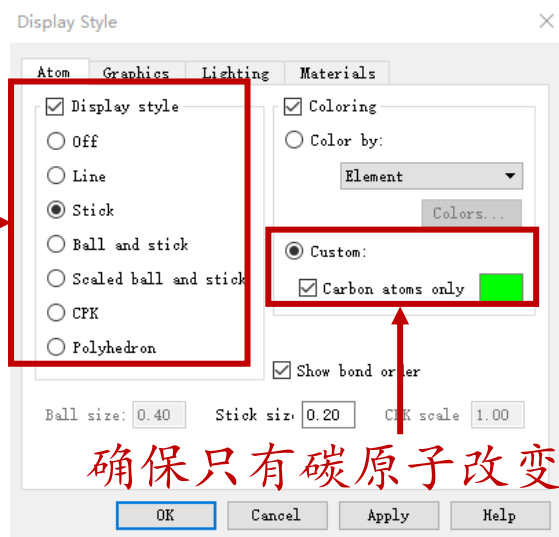 Display Style
Atom Graphics Lighting Materials
Display style
Off
Line
Stick
Ball and stick
Scaled ball and stick
CPK
Polyhedron
Coloring
Color by:
Element
Colors...
Custom:
Carbon atoms only
Show bond order
Ball size: 0.40 Stick siz 0.20 CPK scale 1.00
确保只有碳原子改变
OK Cancel Apply Help